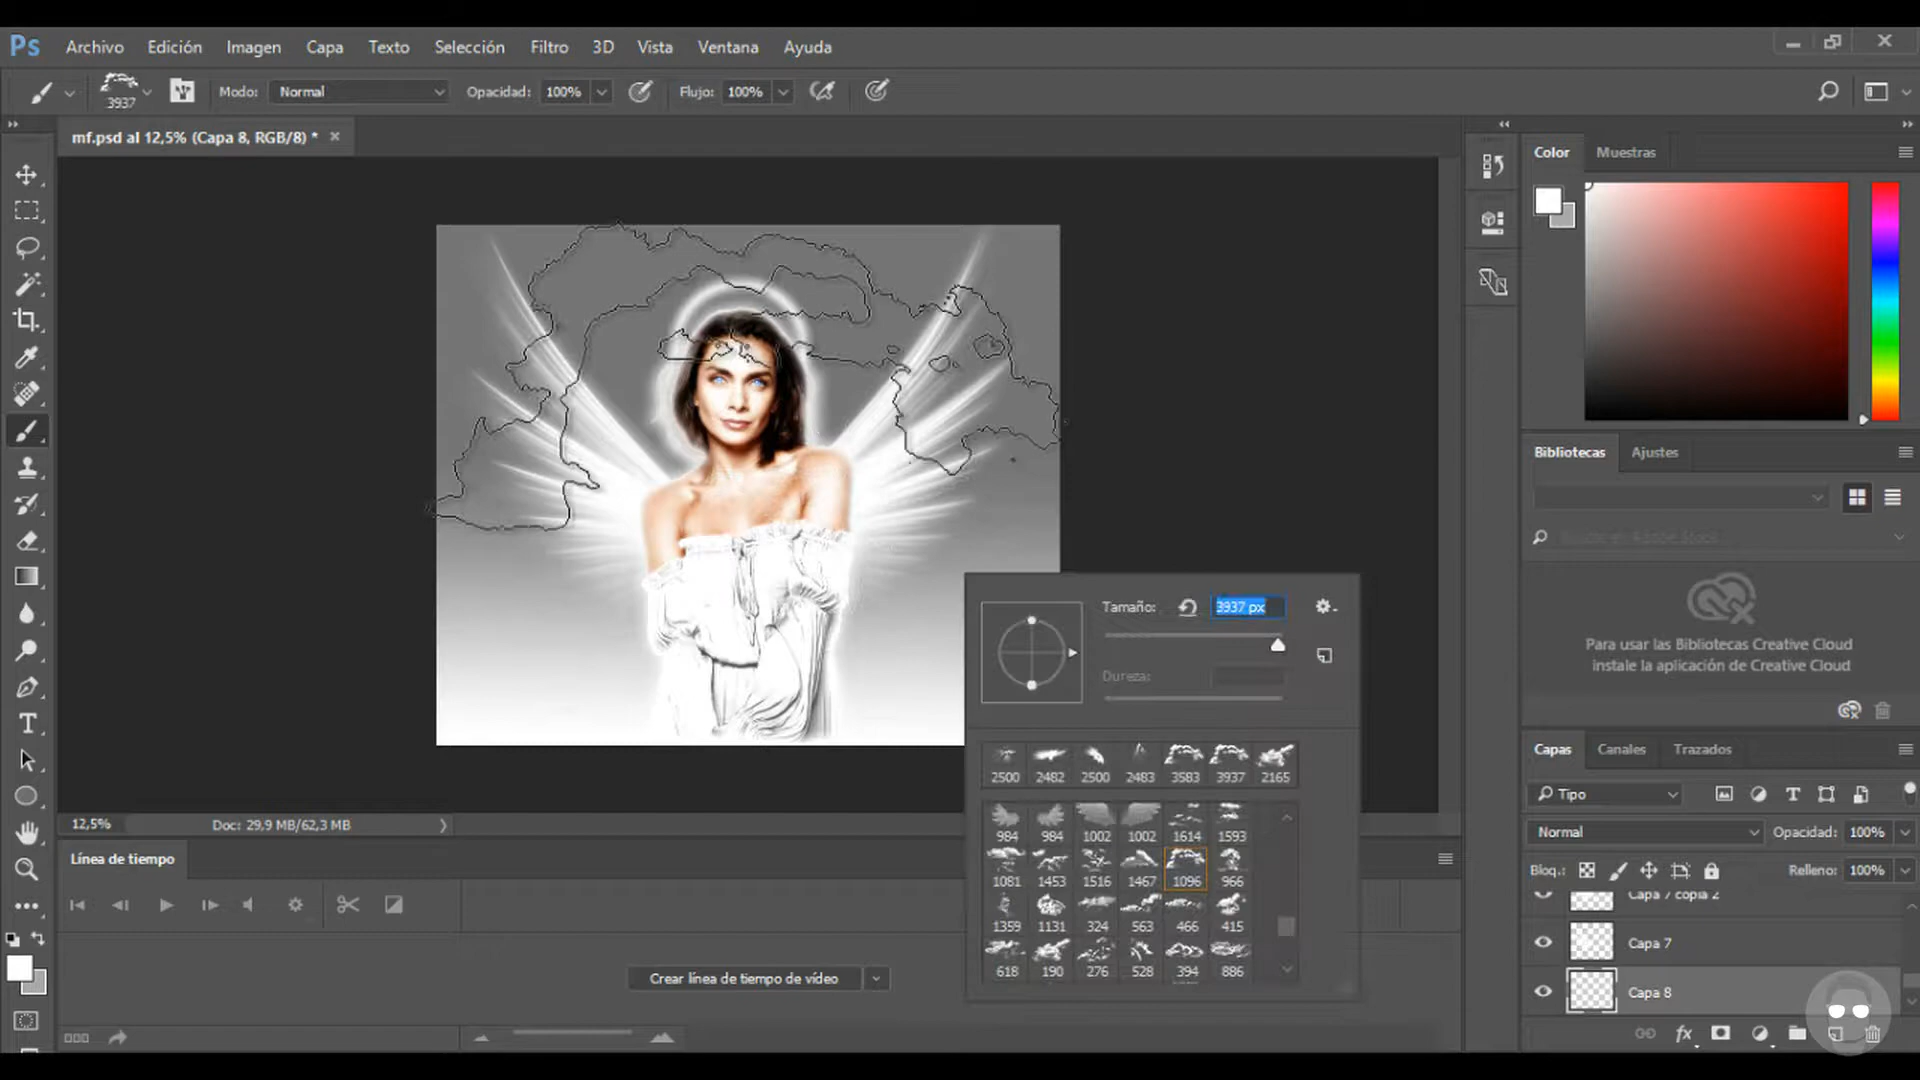 Ps Archivo Edición Imagen Capa Texto Selección Filtro 3D Vista Ventana Ayuda
3937 Modo: Normal Opacidad: 100% Flujo: 100%
mf.psd al 12,5% (Capa 8, RGB/8) *
Color Muestras
Bibliotecas Ajustes
Para usar las Bibliotecas Creative Cloud
instale la aplicación de Creative Cloud
Tamaño: 3937 px
Dureza:
2500 2482 2500 2483 3583 3937 2165
984 984 1002 1002 1614 1593
1081 1453 1516 1467 1096 966
1359 1131 324 563 466 415
618 190 276 528 394 886
Capas Canales Trazados
Tipo
Normal Opacidad: 100%
Bloq.: Relleno: 100%
Capa 7 copia 2
Capa 7
Capa 8
fx
12,5% Doc: 29,9 MB/62,3 MB
Línea de tiempo
Crear línea de tiempo de vídeo